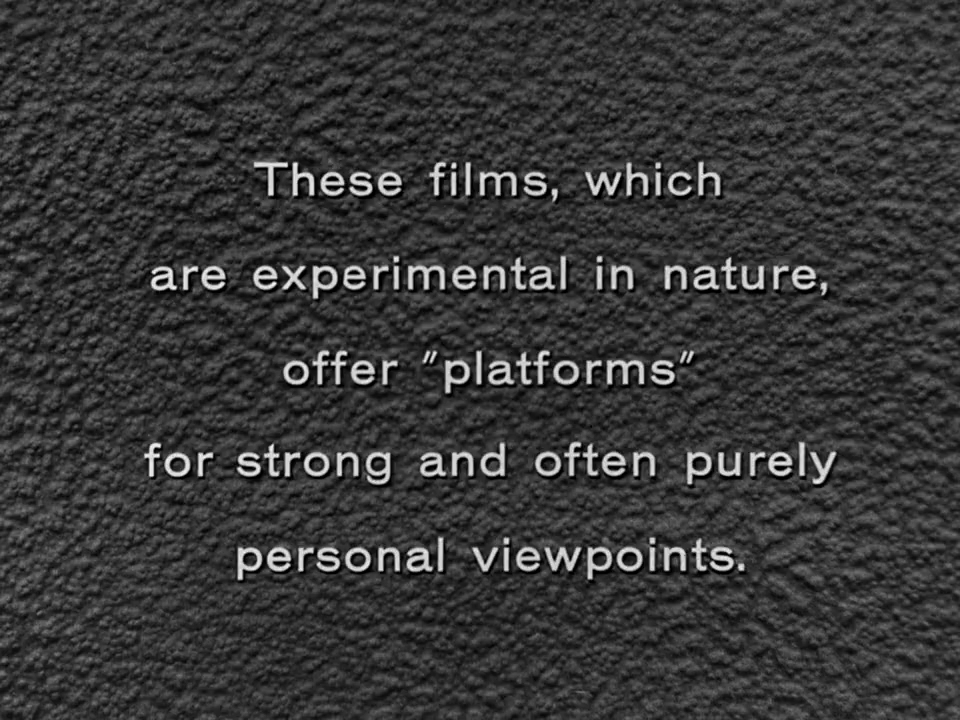 These films, which
are experimental in nature,
offer "platforms"
for strong and often purely
personal viewpoints.